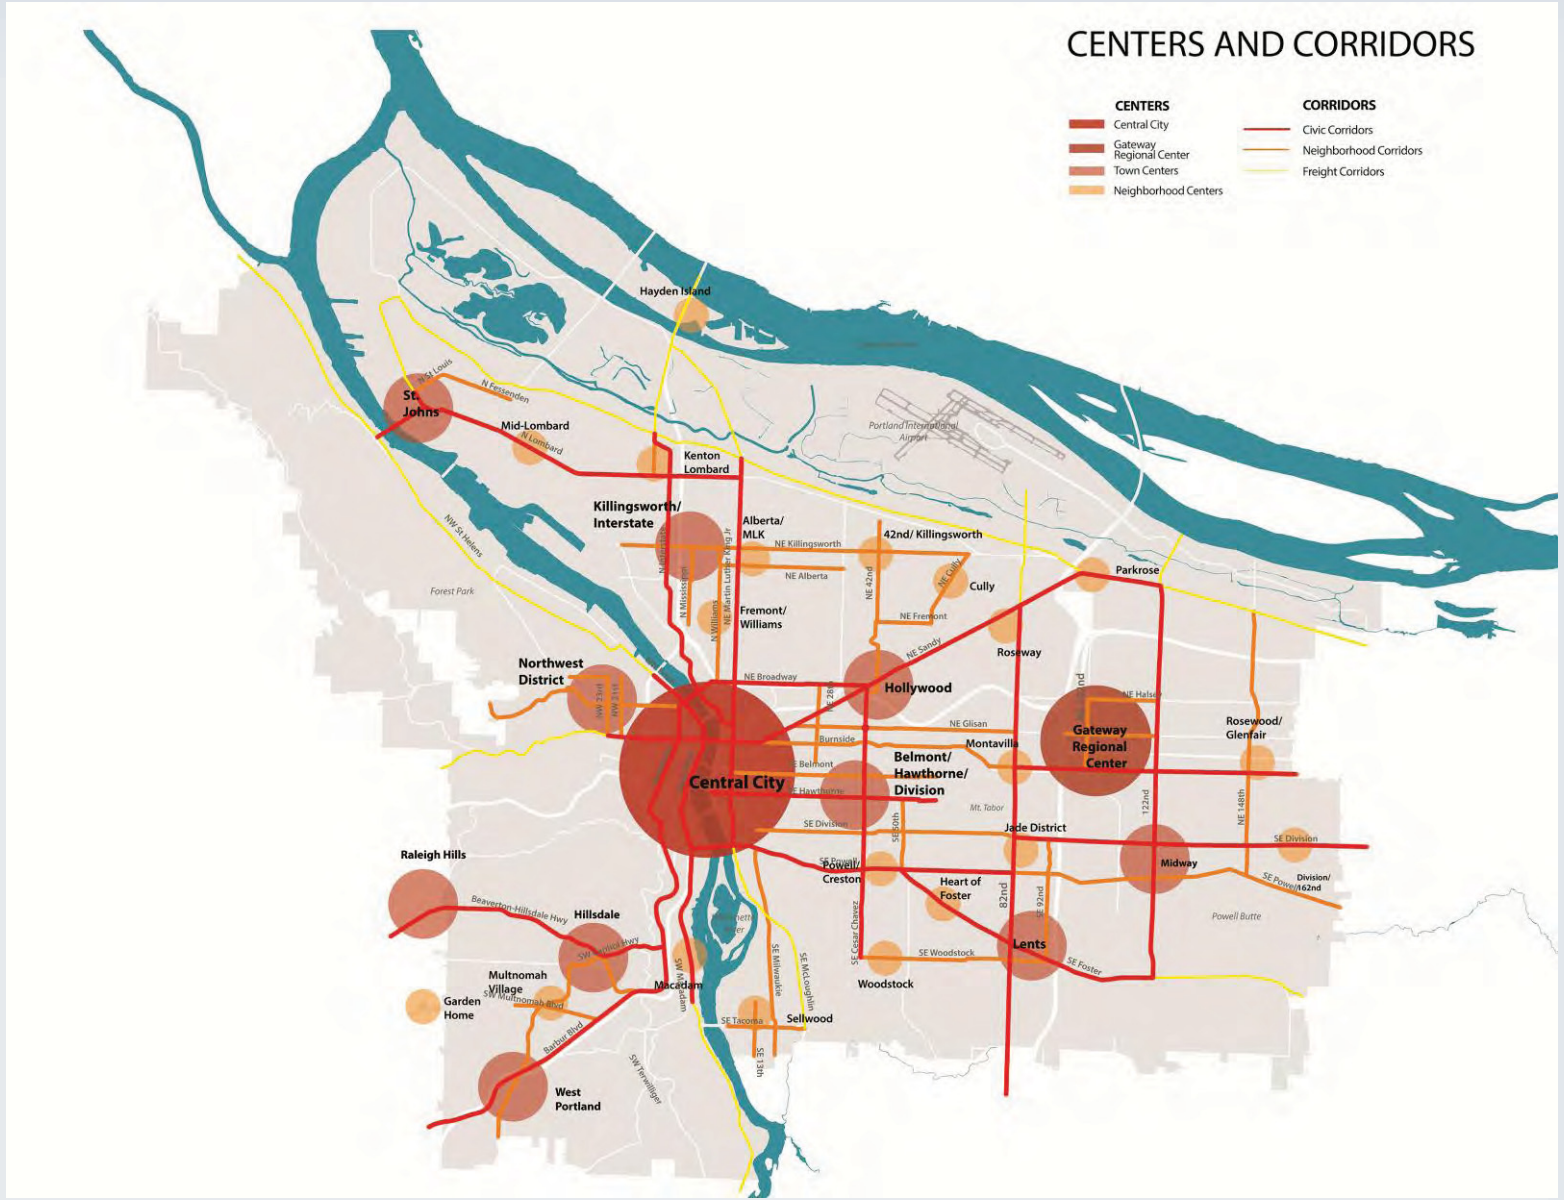 CENTERS AND CORRIDORS
CENTERS
Central City
Gateway
Regional Center
Town Centers
Neighborhood Centers
CORRIDORS
Civic Corridors
Neighborhood Corridors
Freight Corridors
Hayden Island
N St Louis
N Fessenden
St.
Johns
Mid-Lombard
N Lombard
Portland International
Airport
Kenton
Lombard
Killingsworth/
Interstate
Alberta/
MLK
42nd/ Killingsworth
NE Killingsworth
NE Alberta
NW St Helens
N Interstate
N Mississippi
N Williams
NE Martin Luther King Jr
NE 42nd
NE Cully
Cully
Parkrose
Forest Park
Fremont/
Williams
NE Fremont
NE Sandy
Roseway
Northwest
District
NW 23rd
NW 21st
NE Broadway
NE 28th
Hollywood
NE Halsey
NE Glisan
Burnside
Montavilla
Gateway
Regional
Center
Rosewood/
Glenfair
Central City
E Belmont
Hawthorne
Belmont/
Hawthorne/
Division
Mt. Tabor
122nd
NE 148th
SE Division
SE 50th
Jade District
SE Division
Midway
SE Powell
Powell/
Creston
Heart of
Foster
82nd
SE 92nd
SE Powell
Division/
162nd
Powell Butte
Raleigh Hills
Beaverton-Hillsdale Hwy
Hillsdale
River
SE Cesar Chavez
SE Woodstock
Woodstock
Lents
SE Foster
Multnomah
Village
SW Multnomah Blvd
Garden
Home
Macadam
SW Macadam
SE Milwaukie
SE McLoughlin
SE Tacoma
Sellwood
SE 13th
Barbur Blvd
SW Terwilliger
West
Portland